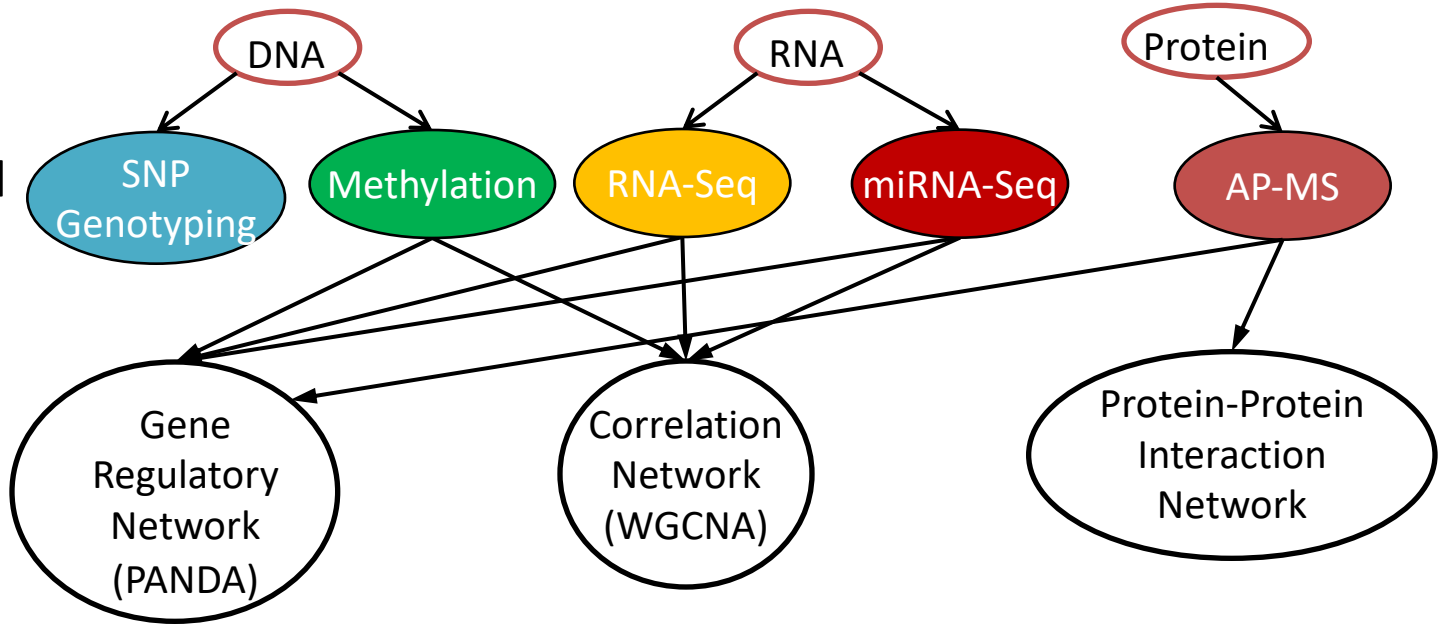 DNA
RNA
Protein
SNP
Genotyping
Methylation
RNA-Seq
miRNA-Seq
AP-MS
Gene
Regulatory
Network
(PANDA)
Correlation
Network
(WGCNA)
Protein-Protein
Interaction
Network